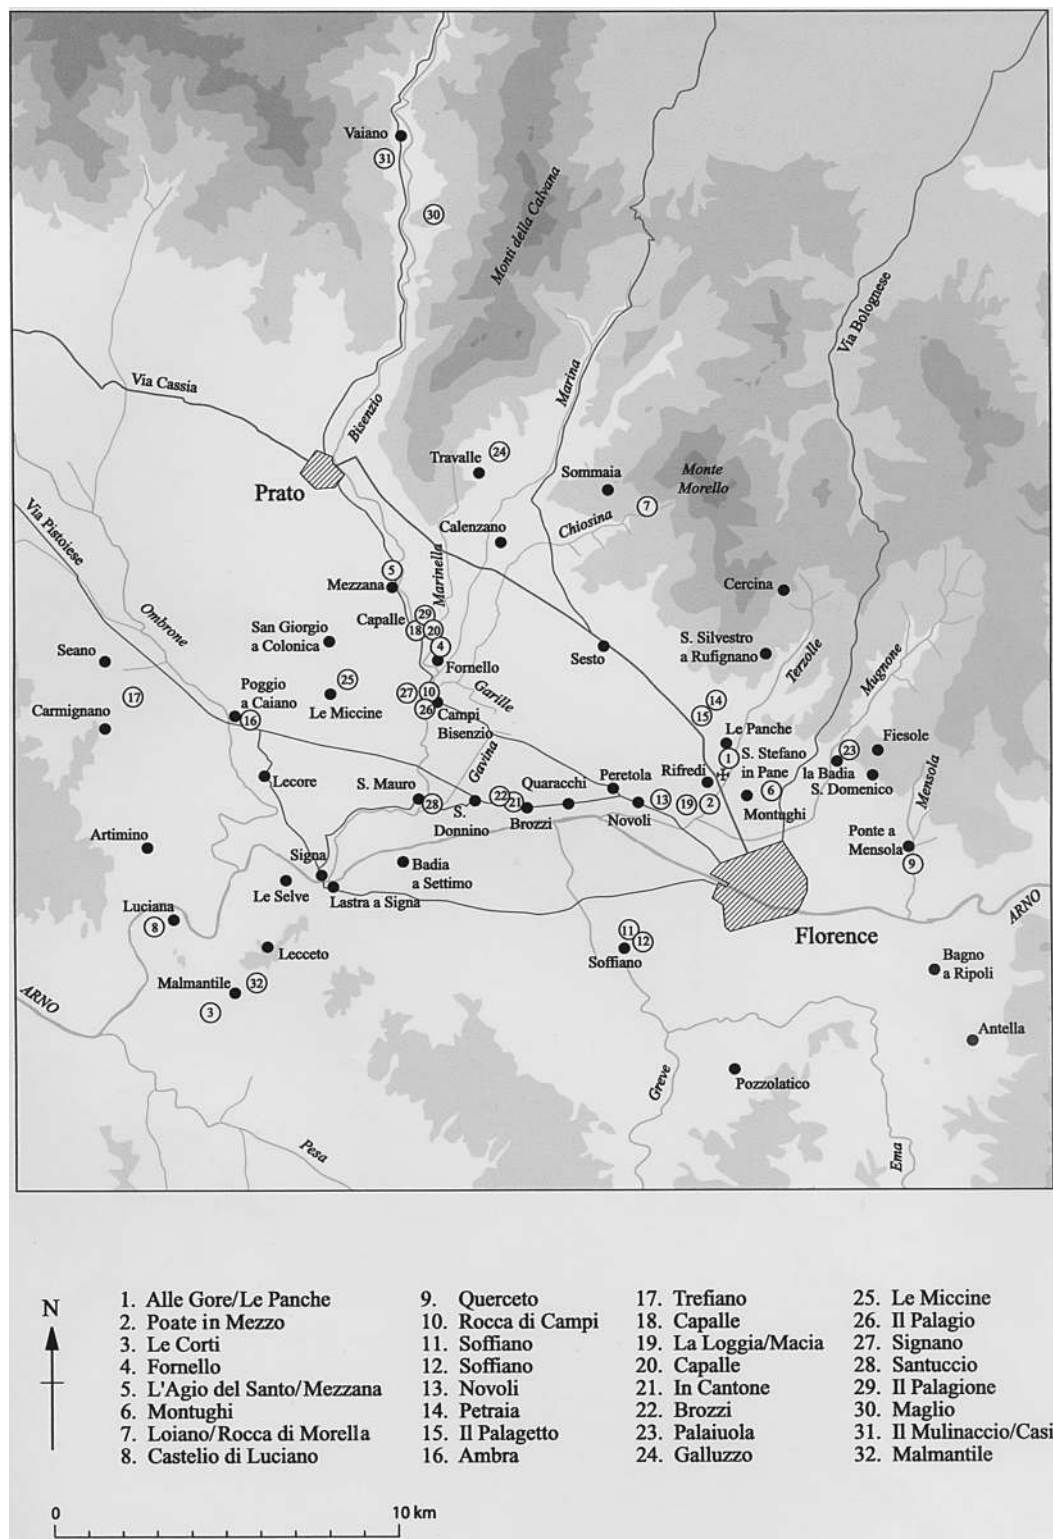 Vaiano
31
30
Monti della Calvana
Via Bolognese
Via Cassia
Bisenzio
Marina
Travalle
24
Sommaia
Monte
Morello
7
Prato
Via Pistoiese
Calenzano
Chiosina
5
Mezzana
Marinella
Cercina
Ombrone
29
Capalle
18
20
4
San Giorgio
a Colonica
Fornello
Sesto
S. Silvestro
a Rufignano
Terzolle
Mugnone
Seano
17
25
Le Miccine
27
10
26
Garille
Campi
Bisenzio
14
15
Carmignano
Poggio
a Caiano
16
Le Panche
1
S. Stefano
in Pane
23
Fiesole
la Badia
S. Domenico
Mensola
Gavina
Lecore
S. Mauro
28
S.
Donnino
22
21
Brozzi
Quaracchi
Peretola
Novoli
13
19
2
Rifredi
6
Montughi
Artimino
Ponte a
Mensola
9
Signa
Le Selve
Lastra a Signa
Badia
a Settimo
ARNO
Luciana
8
Florence
11
12
Soffiano
Lecceto
Bagno
a Ripoli
Malmantile
32
3
ARNO
Antella
Greve
Pozzolatico
Pesa
Ema
N
1. Alle Gore/Le Panche
2. Poate in Mezzo
3. Le Corti
4. Fornello
5. L'Agio del Santo/Mezzana
6. Montughi
7. Loiano/Rocca di Morella
8. Castelio di Luciano
9. Querceto
10. Rocca di Campi
11. Soffiano
12. Soffiano
13. Novoli
14. Petraia
15. Il Palagetto
16. Ambra
17. Trefiano
18. Capalle
19. La Loggia/Macia
20. Capalle
21. In Cantone
22. Brozzi
23. Palaiuola
24. Galluzzo
25. Le Miccine
26. Il Palagio
27. Signano
28. Santuccio
29. Il Palagione
30. Maglio
31. Il Mulinaccio/Casi
32. Malmantile
0 10 km